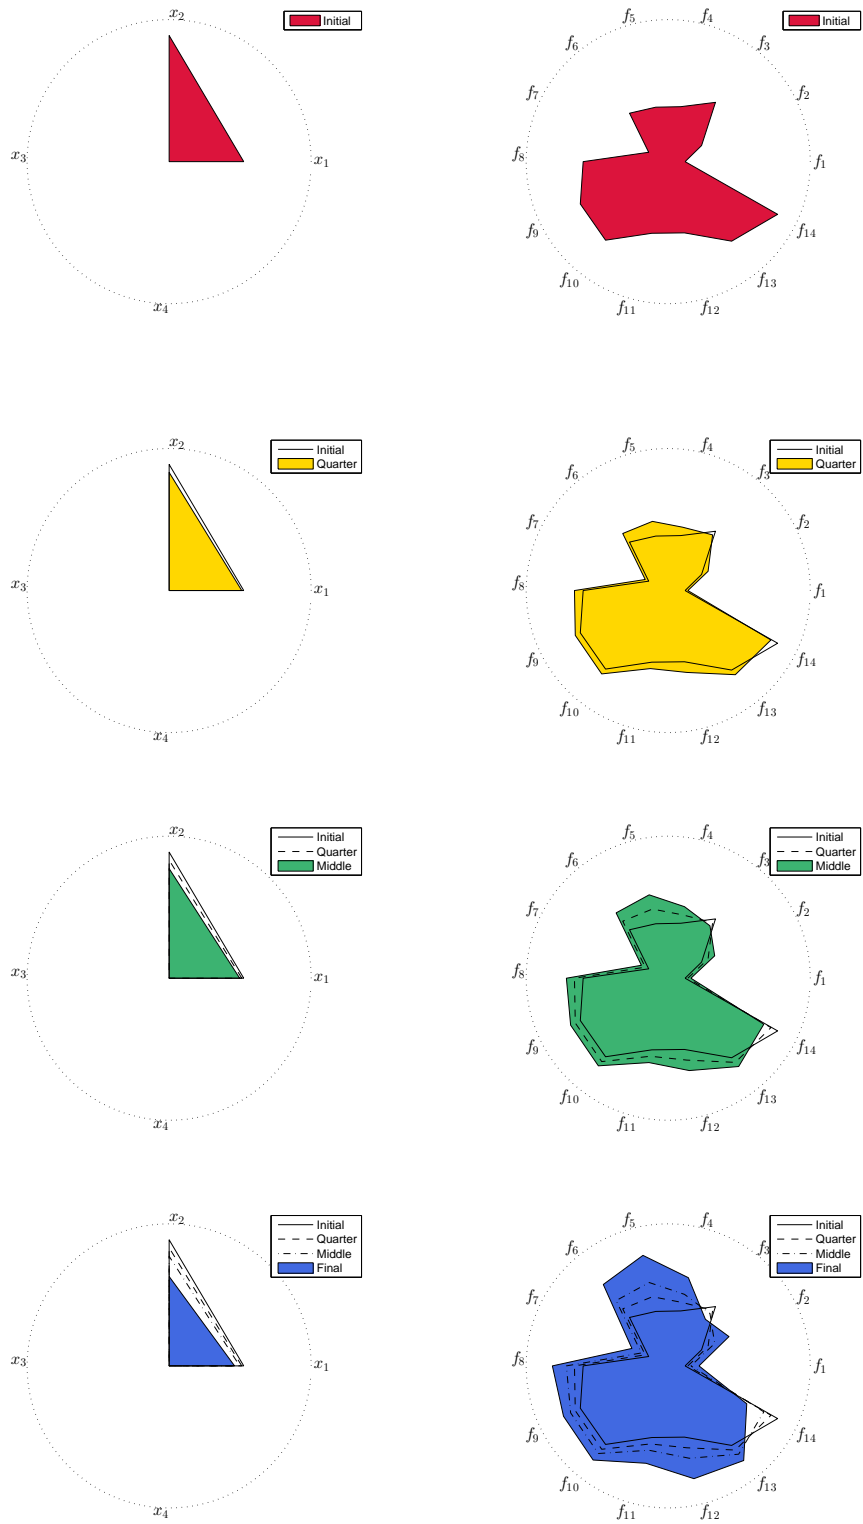 x₂
Initial
x₃
x₁
x₄
f₅
f₄
Initial
f₆
f₃
f₇
f₂
f₈
f₁
f₉
f₁₄
f₁₀
f₁₃
f₁₁
f₁₂
x₂
Initial
Quarter
x₃
x₁
x₄
f₅
f₄
Initial
Quarter
f₆
f₃
f₇
f₂
f₈
f₁
f₉
f₁₄
f₁₀
f₁₃
f₁₁
f₁₂
x₂
Initial
Quarter
Middle
x₃
x₁
x₄
f₅
f₄
Initial
Quarter
Middle
f₆
f₃
f₇
f₂
f₈
f₁
f₉
f₁₄
f₁₀
f₁₃
f₁₁
f₁₂
x₂
Initial
Quarter
Middle
Final
x₃
x₁
x₄
f₅
f₄
Initial
Quarter
Middle
Final
f₆
f₃
f₇
f₂
f₈
f₁
f₉
f₁₄
f₁₀
f₁₃
f₁₁
f₁₂